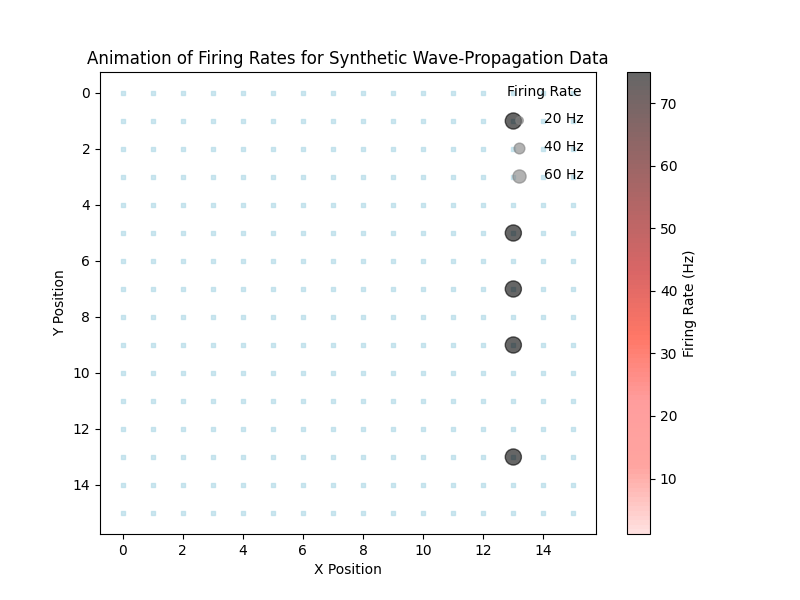 Animation of Firing Rates for Synthetic Wave-Propagation Data
Firing Rate
20 Hz
40 Hz
60 Hz
0
2
4
6
8
10
12
14
Y Position
0 2 4 6 8 10 12 14
X Position
70
60
50
40
30
20
10
Firing Rate (Hz)